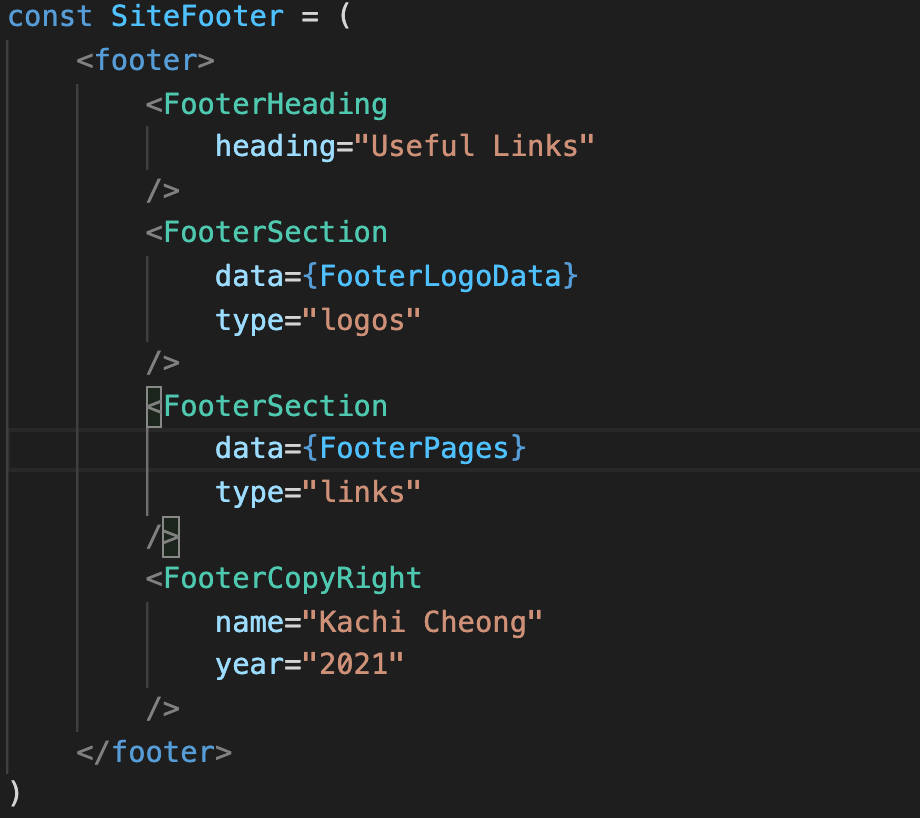 const SiteFooter = (
<footer>
<FooterHeading
heading="Useful Links"
/>
<FooterSection
data={FooterLogoData}
type="logos"
/>
<FooterSection
data={FooterPages}
type="links"
/>
<FooterCopyRight
name="Kachi Cheong"
year="2021"
/>
</footer>
)